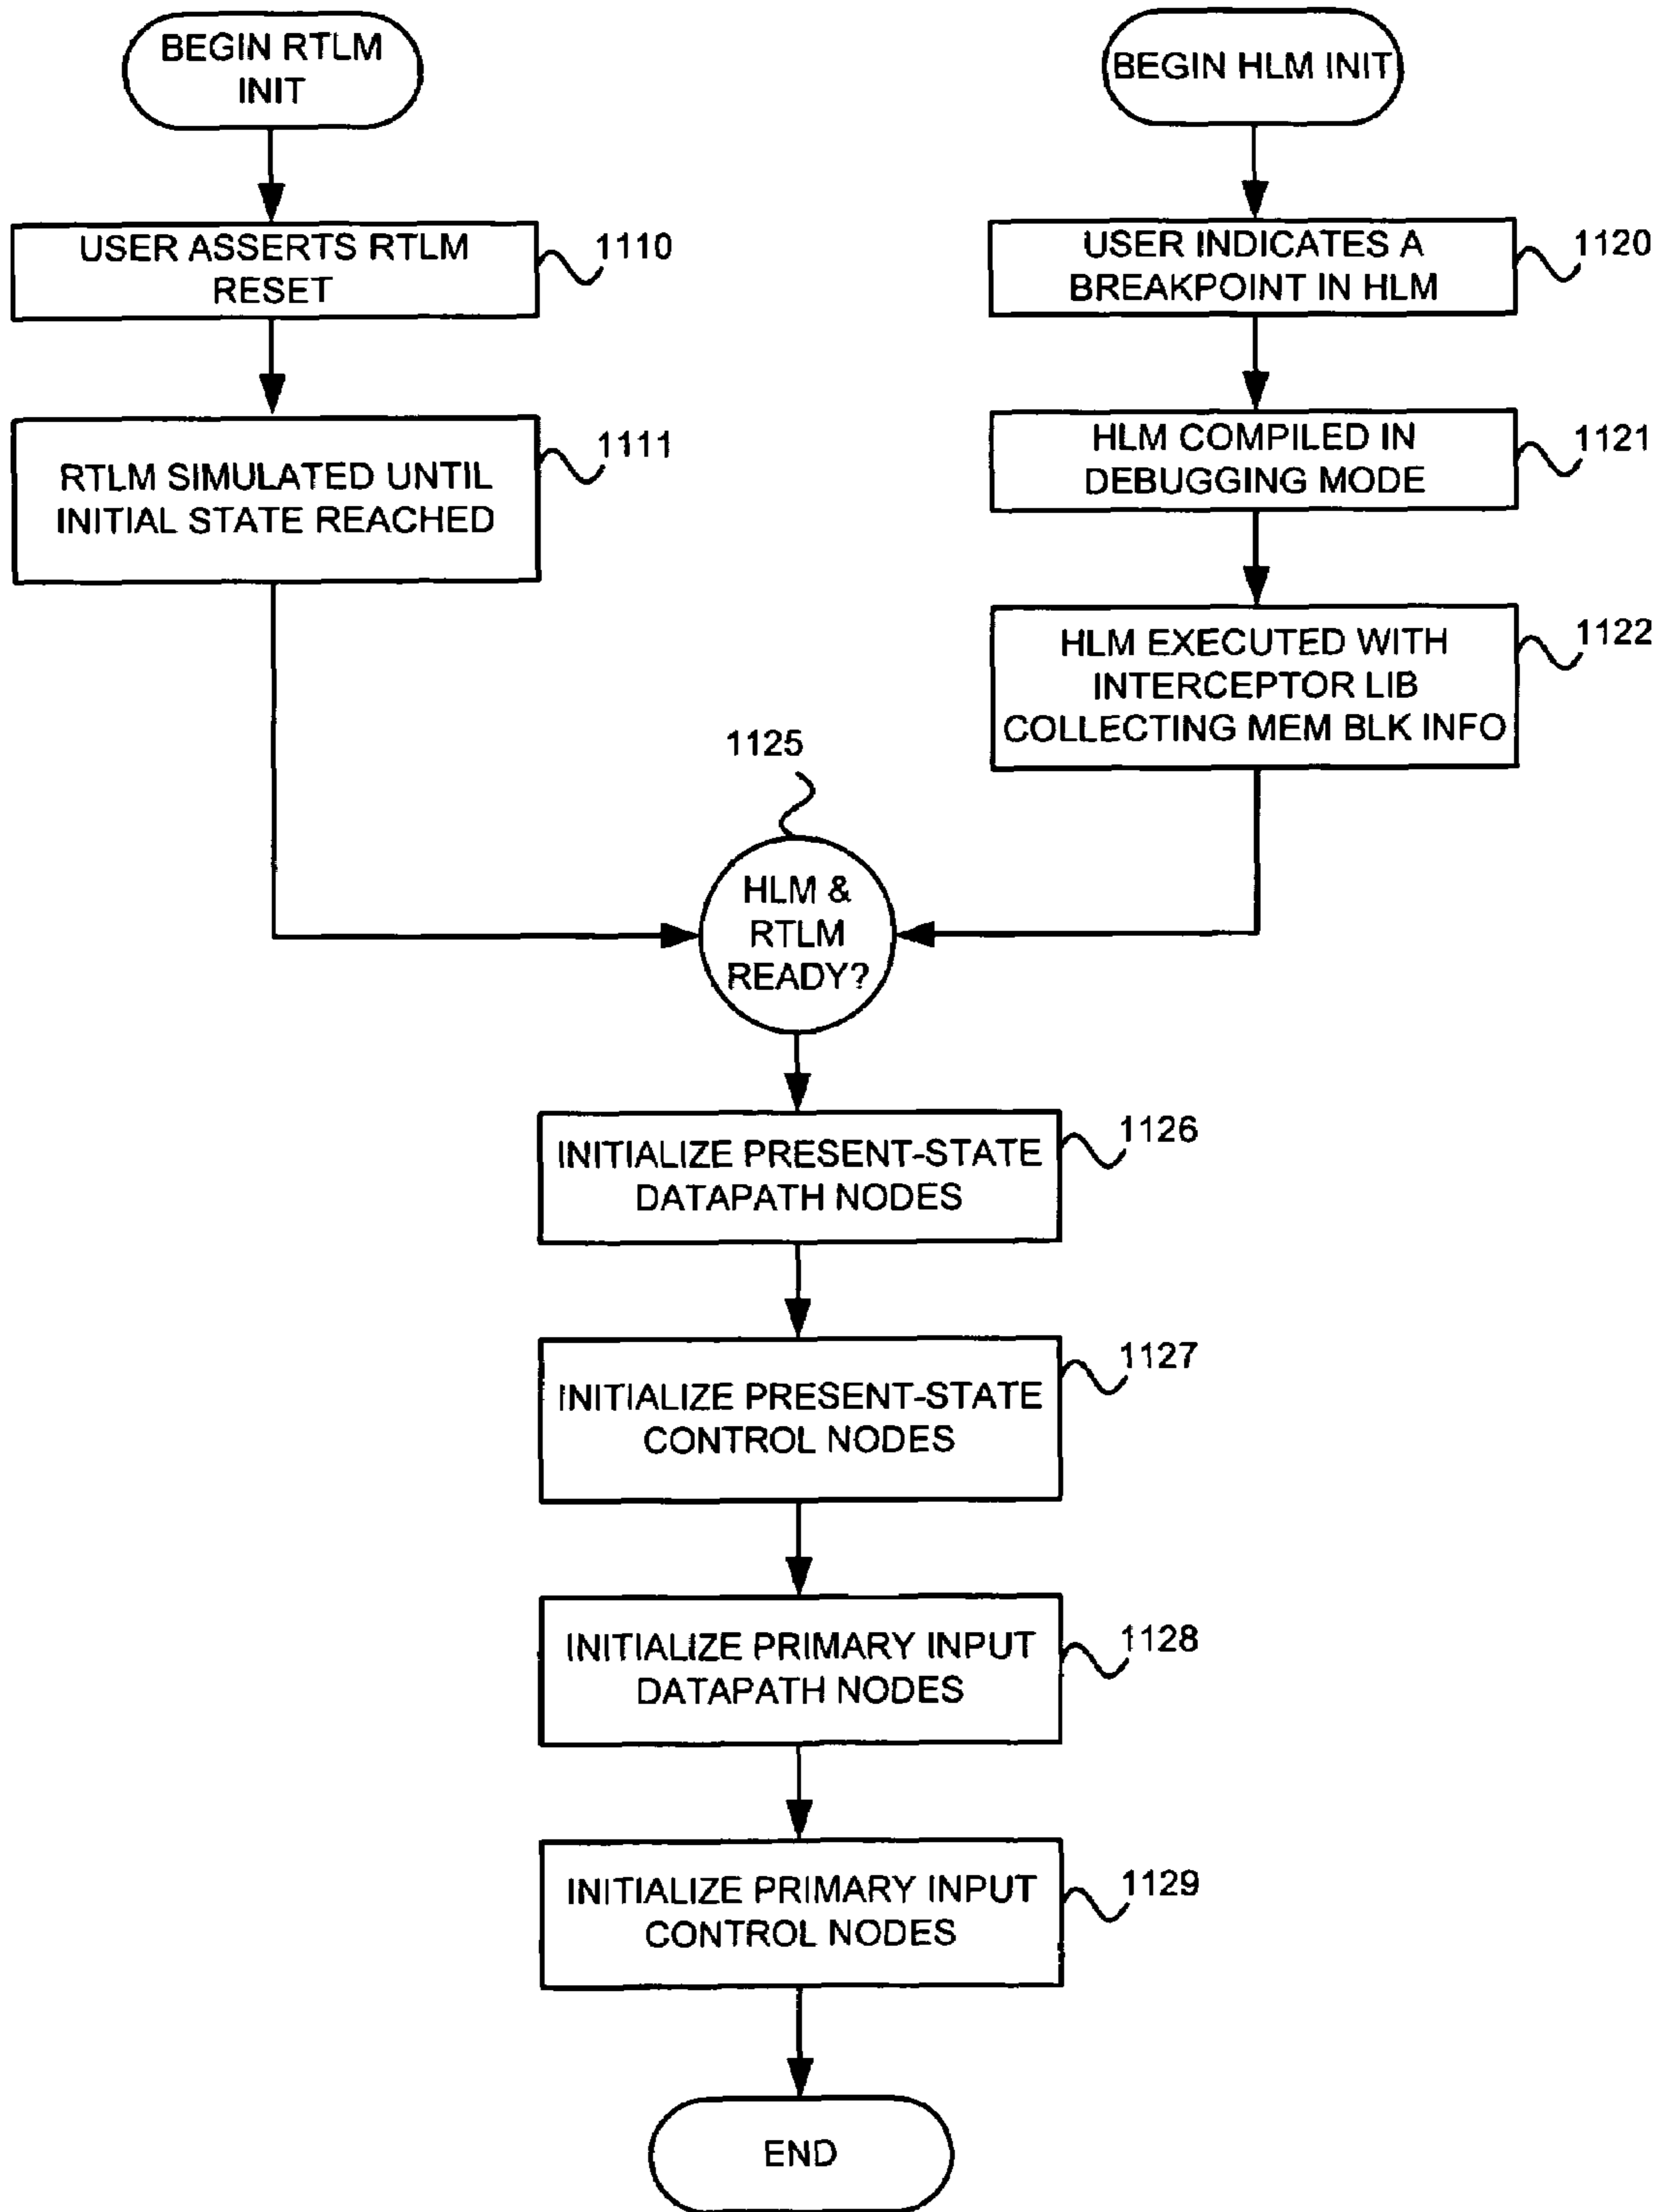 BEGIN RTLM
INIT
BEGIN HLM INIT
USER ASSERTS RTLM
RESET
1110
USER INDICATES A
BREAKPOINT IN HLM
1120
RTLM SIMULATED UNTIL
INITIAL STATE REACHED
1111
HLM COMPILED IN
DEBUGGING MODE
1121
HLM EXECUTED WITH
INTERCEPTOR LIB
COLLECTING MEM BLK INFO
1122
1125
HLM &
RTLM
READY?
INITIALIZE PRESENT-STATE
DATAPATH NODES
1126
INITIALIZE PRESENT-STATE
CONTROL NODES
1127
INITIALIZE PRIMARY INPUT
DATAPATH NODES
1128
INITIALIZE PRIMARY INPUT
CONTROL NODES
1129
END